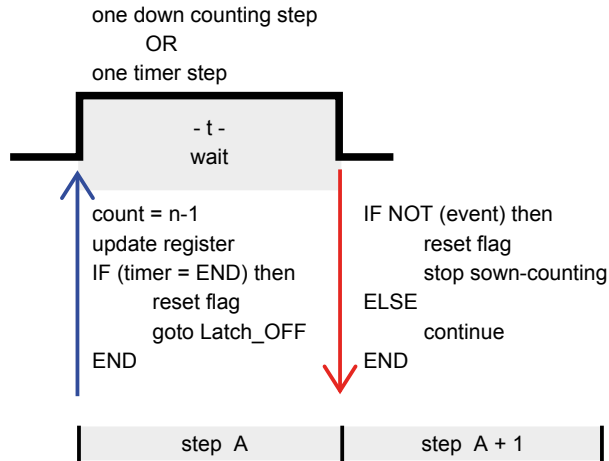 one down counting step
OR
one timer step
- t -
wait
count = n-1
update register
IF (timer = END) then
reset flag
goto Latch_OFF
END
IF NOT (event) then
reset flag
stop sown-counting
ELSE
continue
END
step A
step A + 1